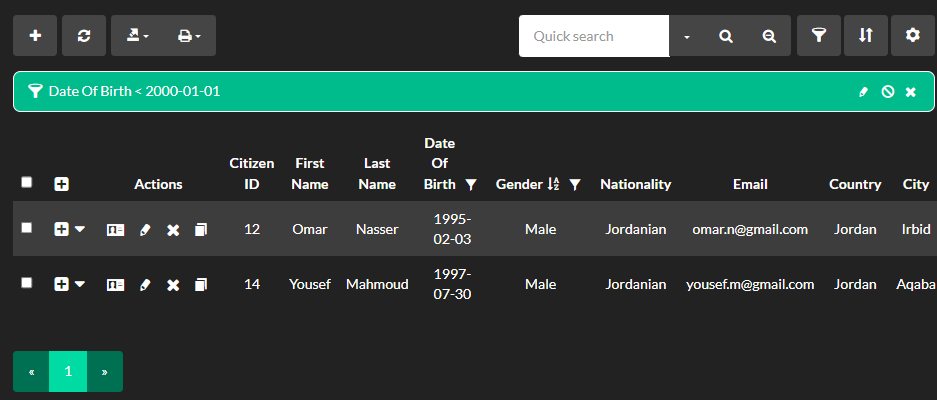 Quick search
Date Of Birth < 2000-01-01
Citizen ID
First Name
Last Name
Date Of Birth
Actions
Gender
Nationality
Email
Country
City
12 Omar Nasser 1995-02-03 Male Jordanian omar.n@gmail.com Jordan Irbid
14 Yousef Mahmoud 1997-07-30 Male Jordanian yousef.m@gmail.com Jordan Aqaba
« 1 »